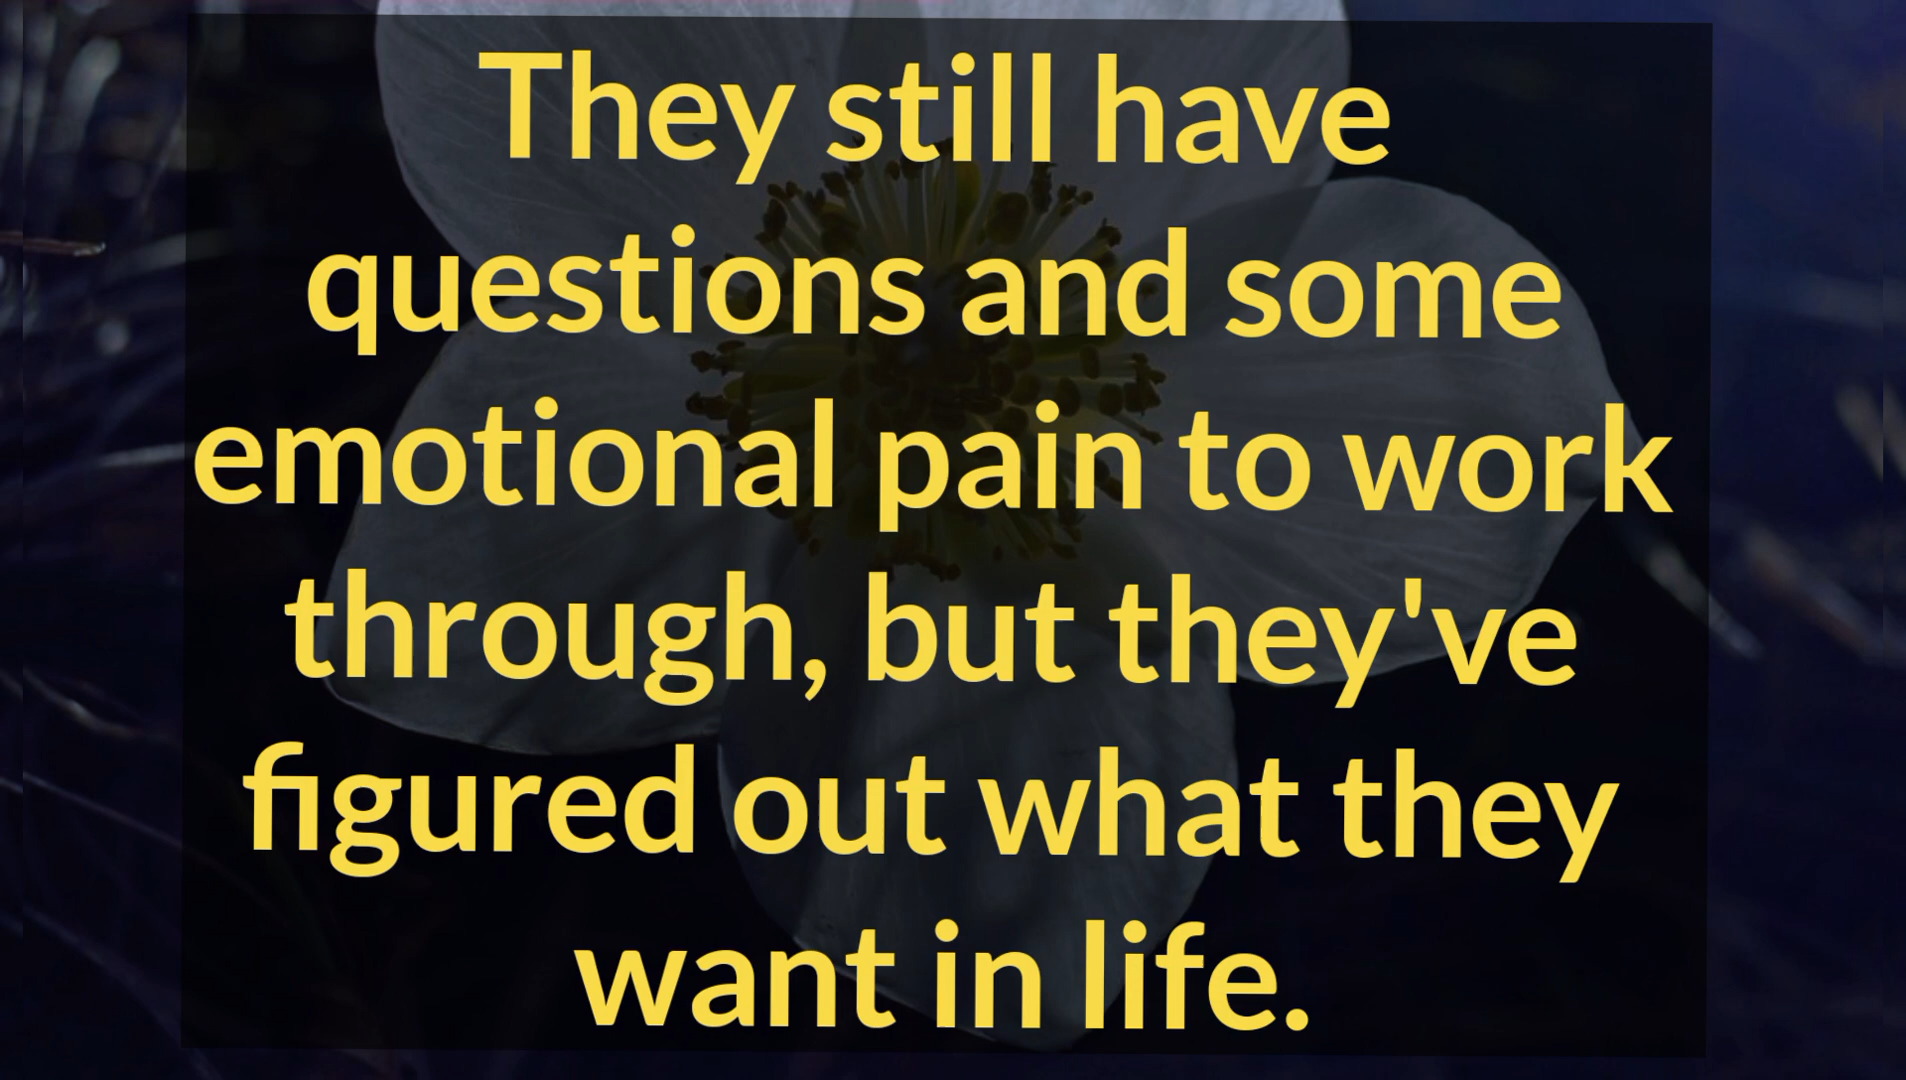 They still have
questions and some
emotional pain to work
through, but they've
figured out what they
want in life.